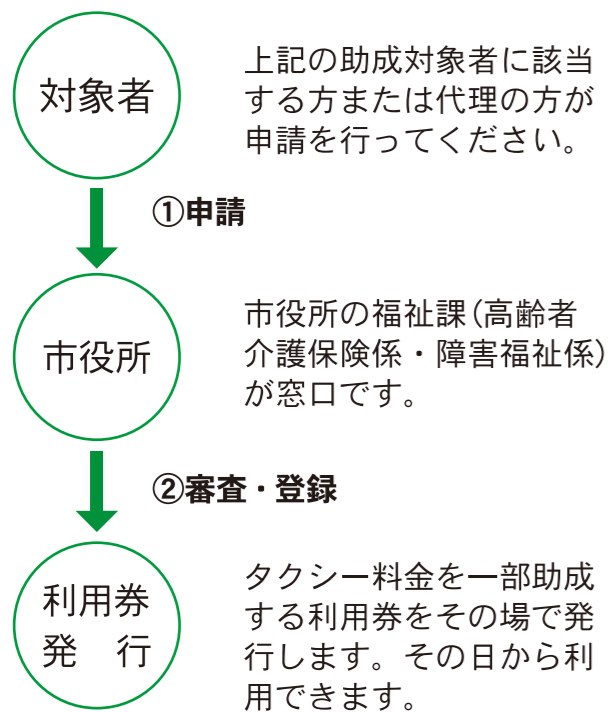 対象者
上記の助成対象者に該当
する方または代理の方が
申請を行ってください。
①申請
市役所
市役所の福祉課(高齢者
介護保険係・障害福祉係)
が窓口です。
②審査・登録
利用券
発　行
タクシー料金を一部助成
する利用券をその場で発
行します。その日から利
用できます。